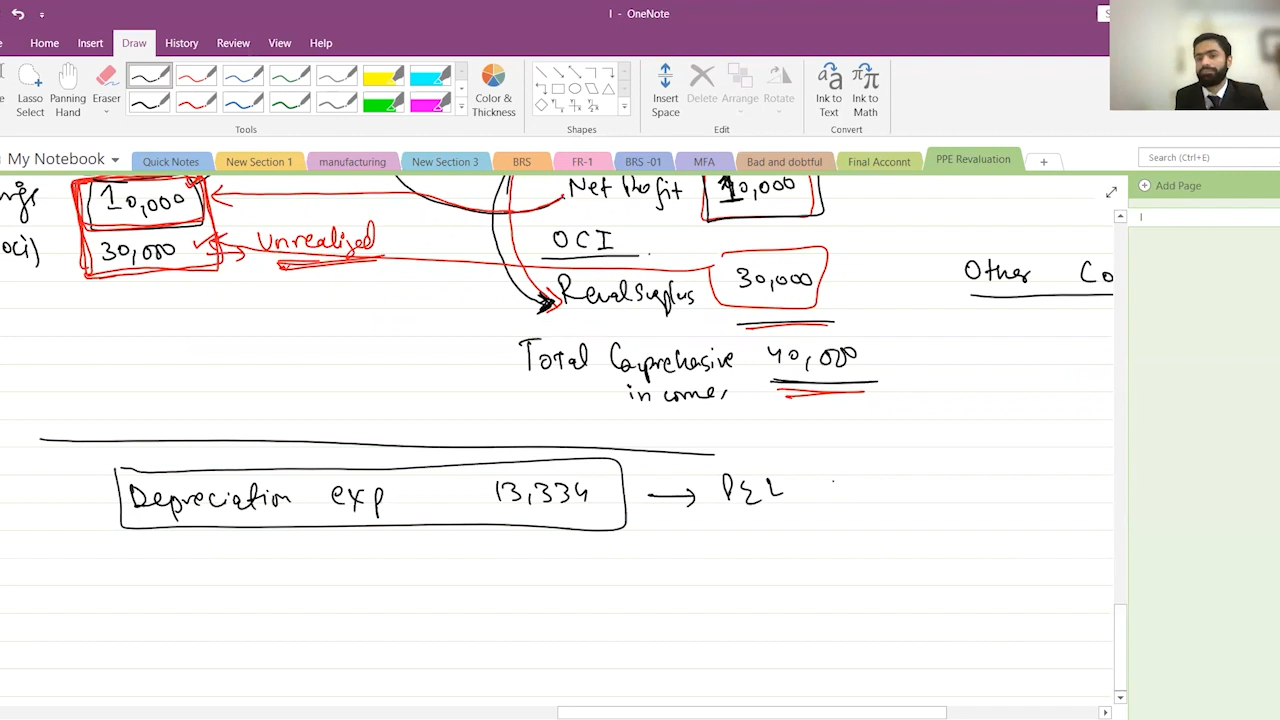 I - OneNote
Home Insert Draw History Review View Help
Lasso Select
Panning Hand
Eraser
Color & Thickness
Insert Space
Delete
Arrange
Rotate
Ink to Text
Ink to Math
Tools
Shapes
Edit
Convert
My Notebook
Quick Notes
New Section 1
manufacturing
New Section 3
BRS
FR-1
BRS -01
MFA
Bad and dobtful
Final Acconnt
PPE Revaluation
Search (Ctrl+E)
Add Page
I
10,000
Net Profit 10,000
OCI)
30,000
Unrealized
OCI
Reval Surplus 30,000
Other Co
Total Comprehensive income, 40,000
Depreciation exp 13,334 → P&L